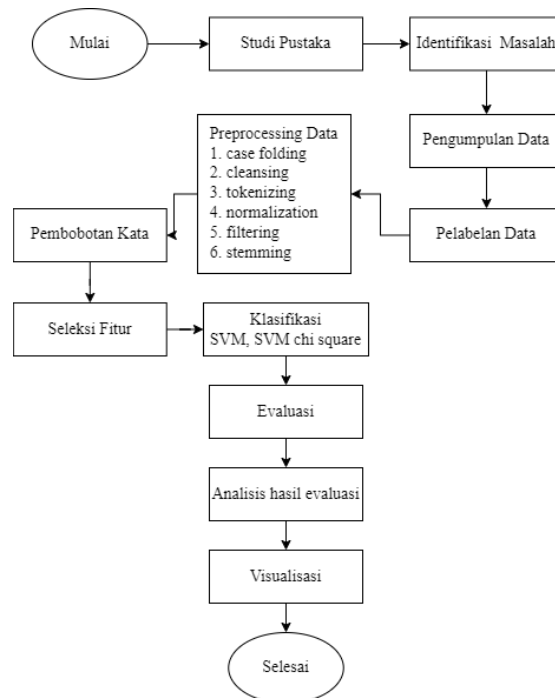 Mulai
Studi Pustaka
Identifikasi Masalah
Pengumpulan Data
Pelabelan Data
Preprocessing Data
1. case folding
2. cleansing
3. tokenizing
4. normalization
5. filtering
6. stemming
Pembobotan Kata
Seleksi Fitur
Klasifikasi
SVM, SVM chi square
Evaluasi
Analisis hasil evaluasi
Visualisasi
Selesai